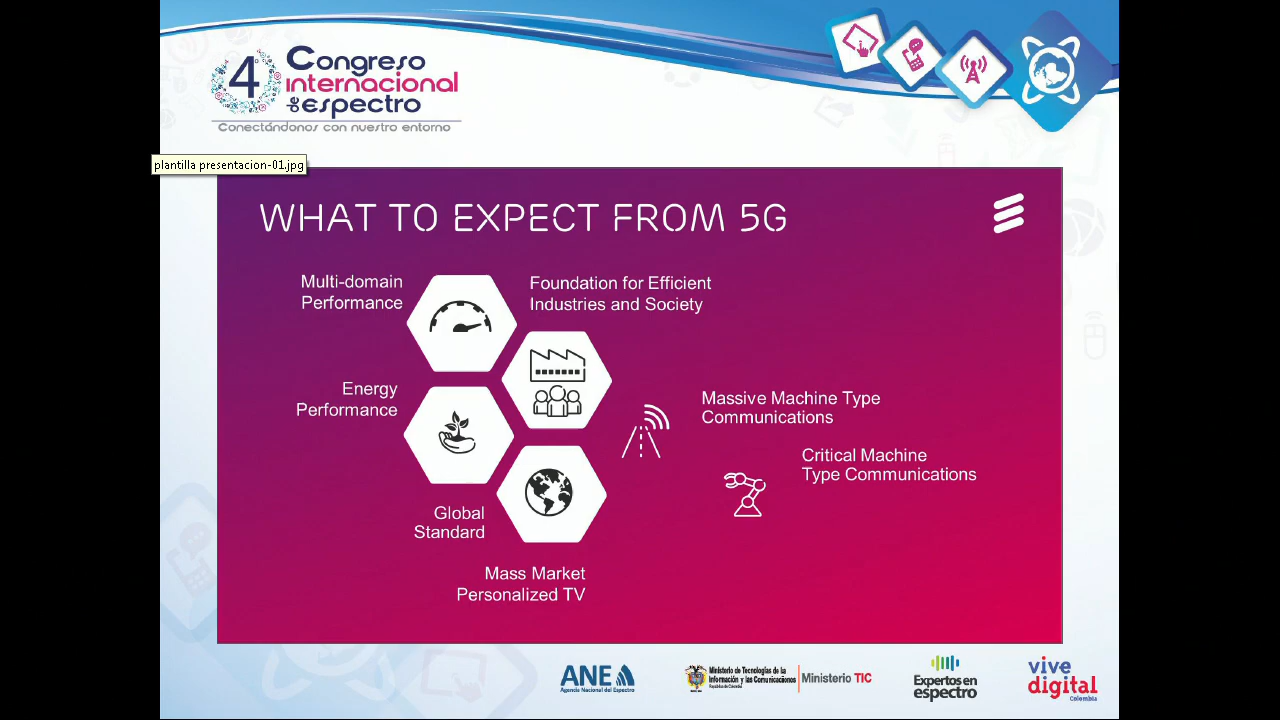 4° Congreso
internacional
de espectro
Conectándonos con nuestro entorno
plantilla presentacion-01.jpg
WHAT TO EXPECT FROM 5G
Multi-domain
Performance
Foundation for Efficient
Industries and Society
Energy
Performance
Massive Machine Type
Communications
Critical Machine
Type Communications
Global
Standard
Mass Market
Personalized TV
ANE
Agencia Nacional del Espectro
Ministerio de Tecnologías de la
Información y las Comunicaciones
República de Colombia
Ministerio TIC
Expertos en
espectro
vive
digital
Colombia